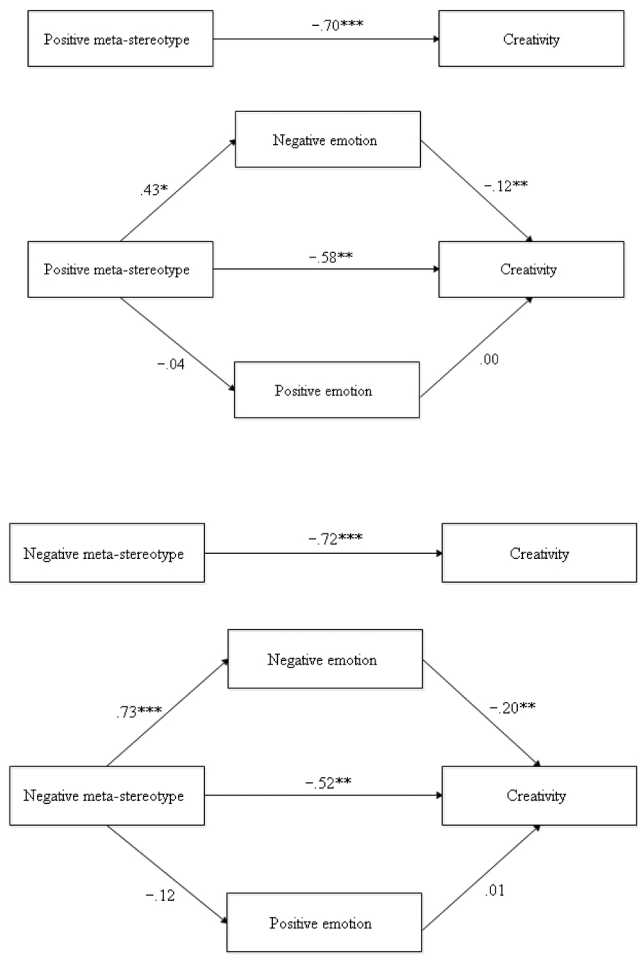 −.70***
Positive meta-stereotype
Creativity
Negative emotion
.43*
−.12**
−.58**
Positive meta-stereotype
Creativity
−.04
.00
Positive emotion
−.72***
Negative meta-stereotype
Creativity
Negative emotion
.73***
−.20**
−.52**
Negative meta-stereotype
Creativity
−.12
.01
Positive emotion